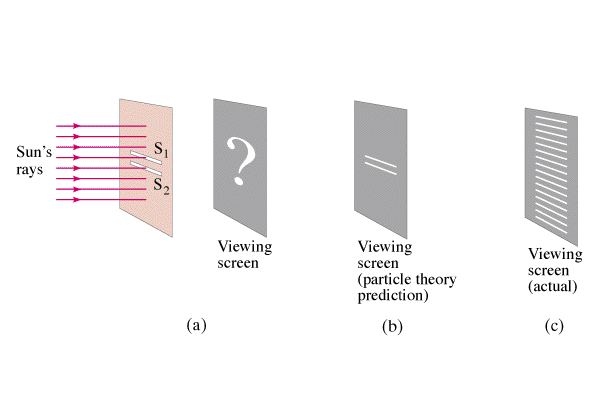 Sun's
rays
S1
S2
?
Viewing
screen
(a)
Viewing
screen
(particle theory
prediction)
(b)
Viewing
screen
(actual)
(c)